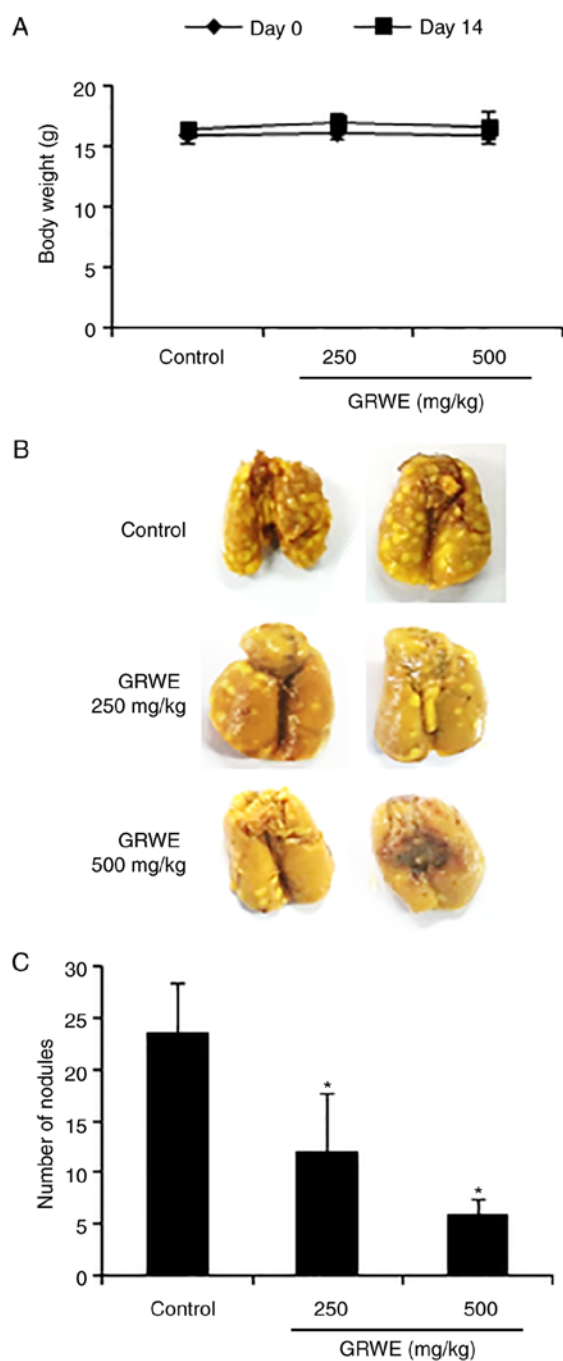 A
Day 0 Day 14
20
15
10
5
0
Body weight (g)
Control 250 500
GRWE (mg/kg)
B
Control
GRWE
250 mg/kg
GRWE
500 mg/kg
C
30
25
20
15
10
5
0
Number of nodules
*
*
Control 250 500
GRWE (mg/kg)